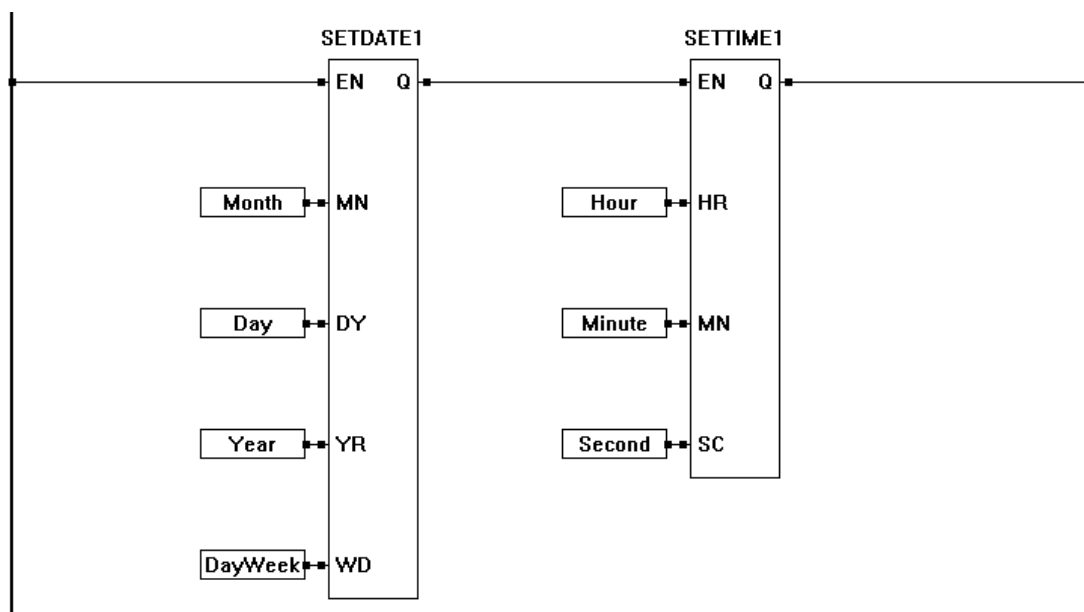 SETDATE1 SETTIME1
EN Q EN Q
Month MN Hour HR
Day DY Minute MN
Year YR Second SC
DayWeek WD